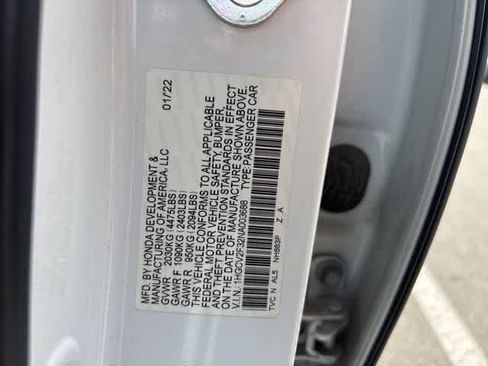 MFD. BY HONDA DEVELOPMENT &
MANUFACTURING OF AMERICA, LLC 01/22
GVWR 2030KG (4475LBS)
GAWR F 1090KG (2403LBS)
GAWR R 950KG (2094LBS)
THIS VEHICLE CONFORMS TO ALL APPLICABLE
FEDERAL MOTOR VEHICLE SAFETY, BUMPER,
AND THEFT PREVENTION STANDARDS IN EFFECT
ON THE DATE OF MANUFACTURE SHOWN ABOVE.
V.I.N.: TYPE PASSENGER CAR
TVC N AL5 NH883P Z A